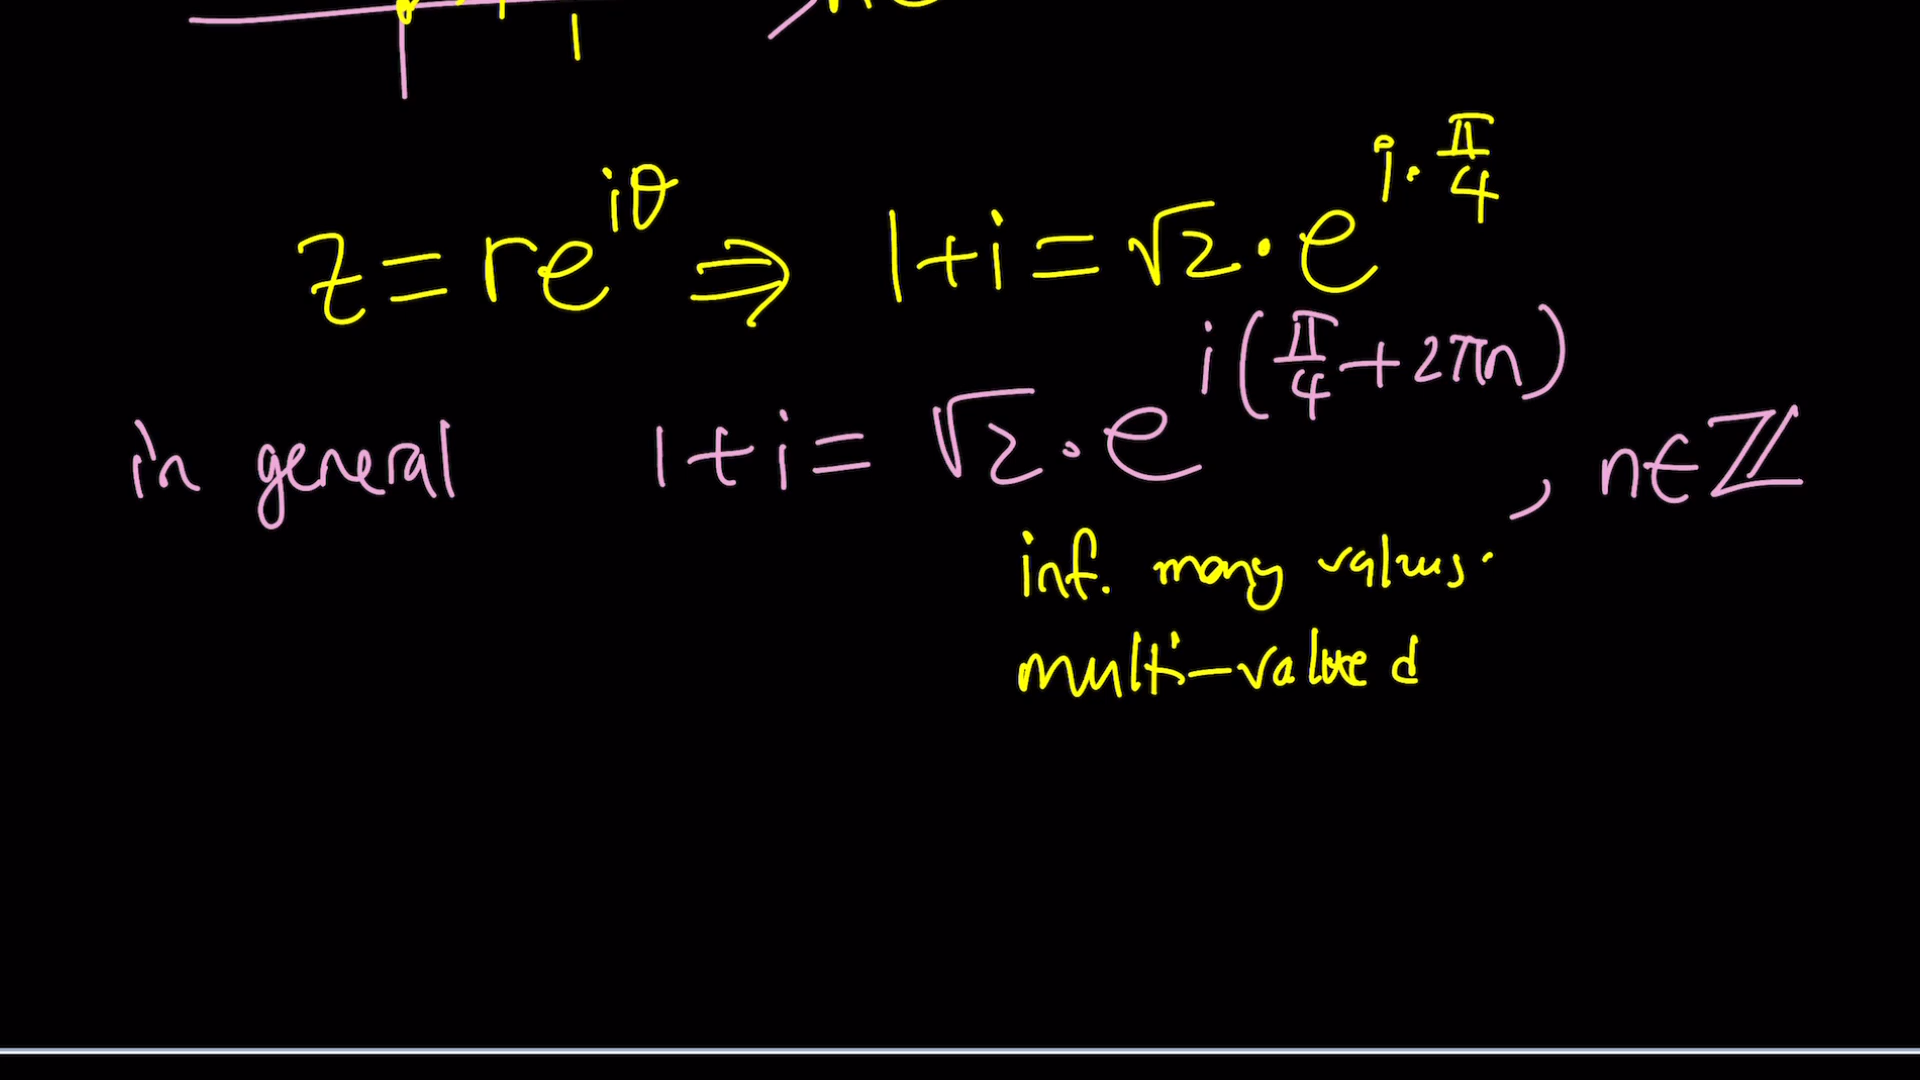 z=re^{iθ} ⇒ 1+i=√2·e^{i·π/4}
in general 1+i= √2·e^{i(π/4+2πn)}, n∈ℤ
inf. many values.
multi-valued